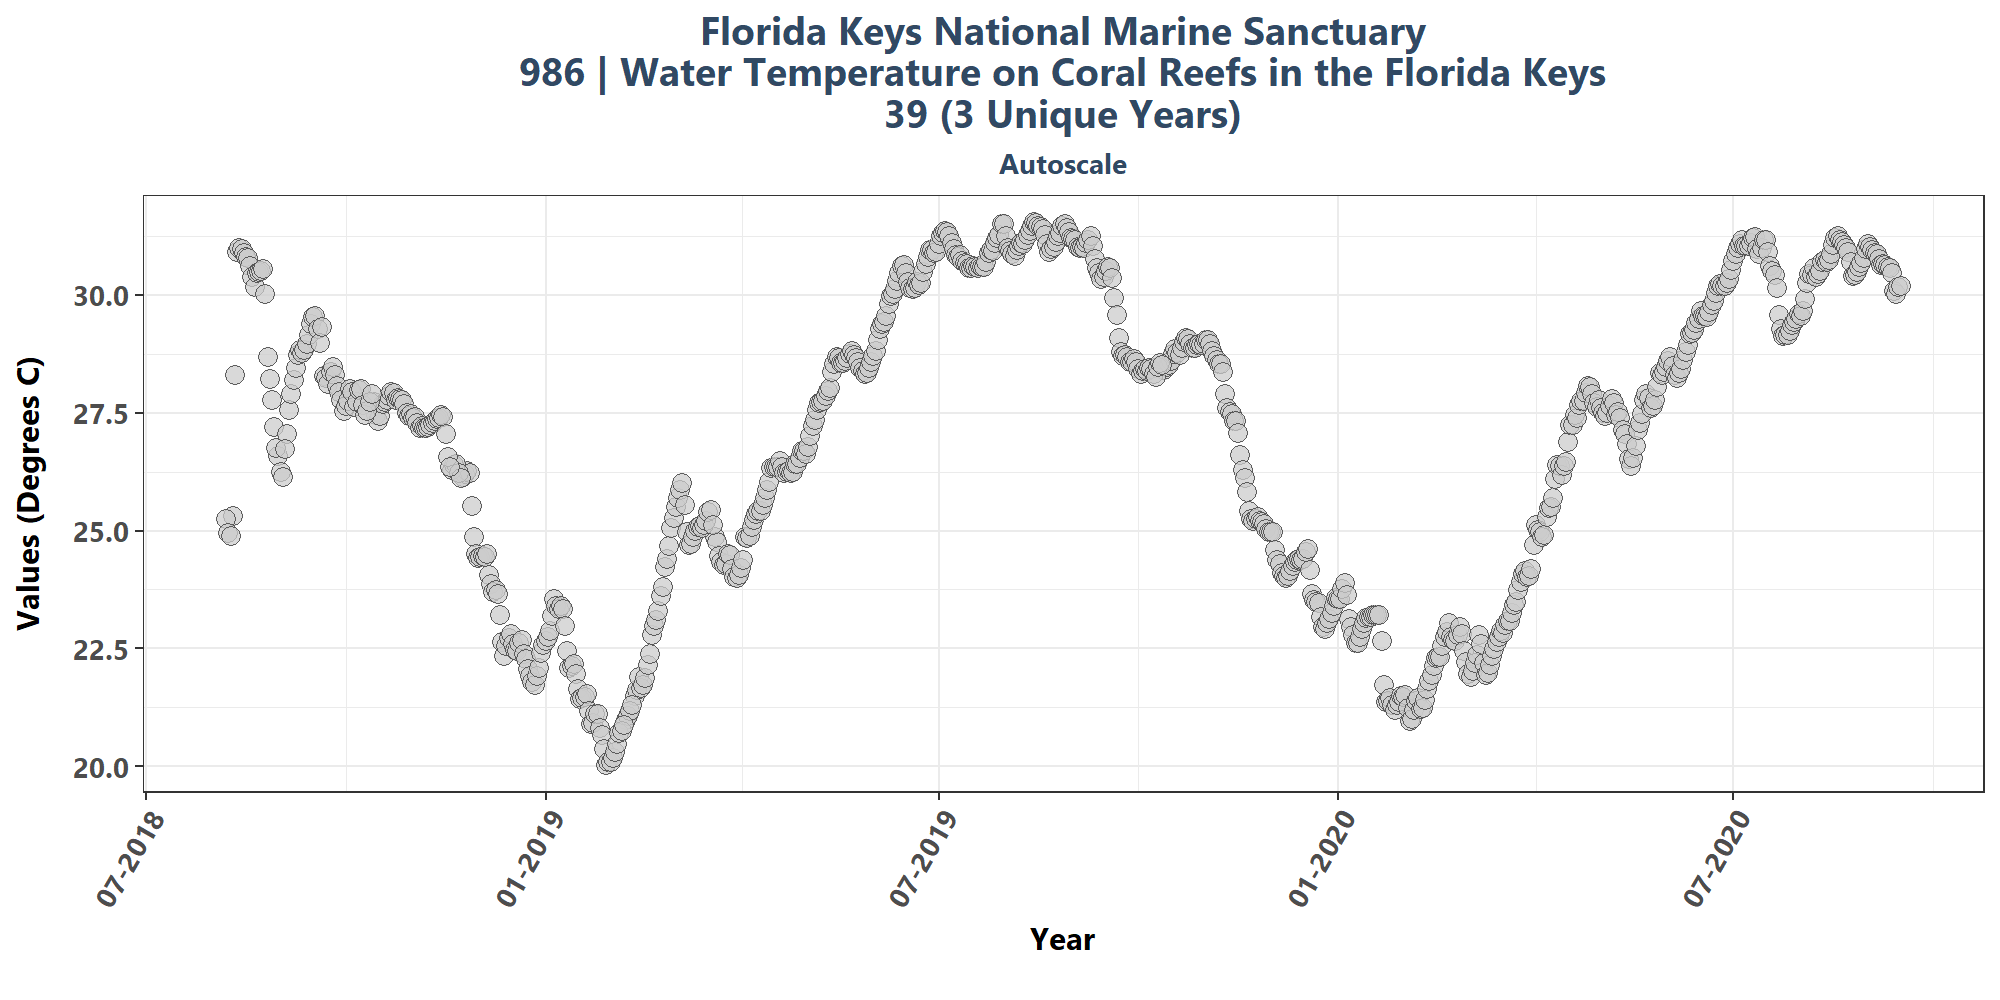 Florida Keys National Marine Sanctuary
986 | Water Temperature on Coral Reefs in the Florida Keys
39 (3 Unique Years)
Autoscale
Values (Degrees C)
30.0
27.5
25.0
22.5
20.0
07-2018
01-2019
07-2019
01-2020
07-2020
Year